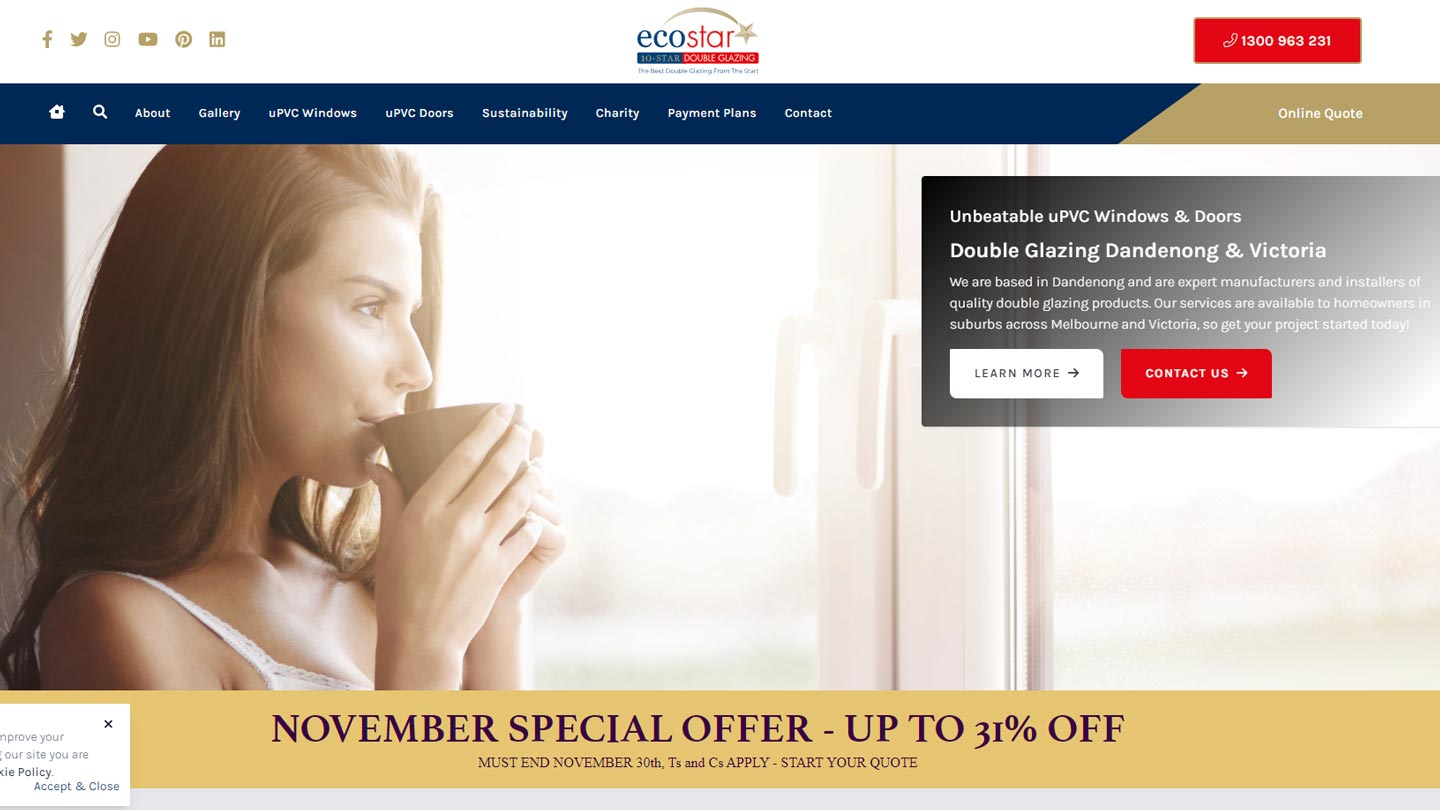 ecostar
10-STAR DOUBLE GLAZING
The Best Double Glazing From The Start
1300 963 231
About Gallery uPVC Windows uPVC Doors Sustainability Charity Payment Plans Contact
Online Quote
Unbeatable uPVC Windows & Doors
Double Glazing Dandenong & Victoria
We are based in Dandenong and are expert manufacturers and installers of
quality double glazing products. Our services are available to homeowners in
suburbs across Melbourne and Victoria, so get your project started today!
LEARN MORE
CONTACT US
NOVEMBER SPECIAL OFFER - UP TO 31% OFF
MUST END NOVEMBER 30th, Ts and Cs APPLY - START YOUR QUOTE
mprove your
our site you are
kie Policy.
Accept & Close